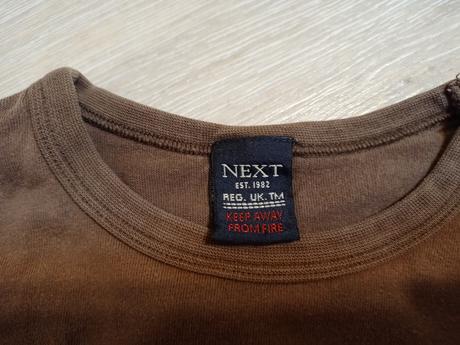 NEXT
EST. 1982
REG. UK. TM
KEEP AWAY
FROM FIRE